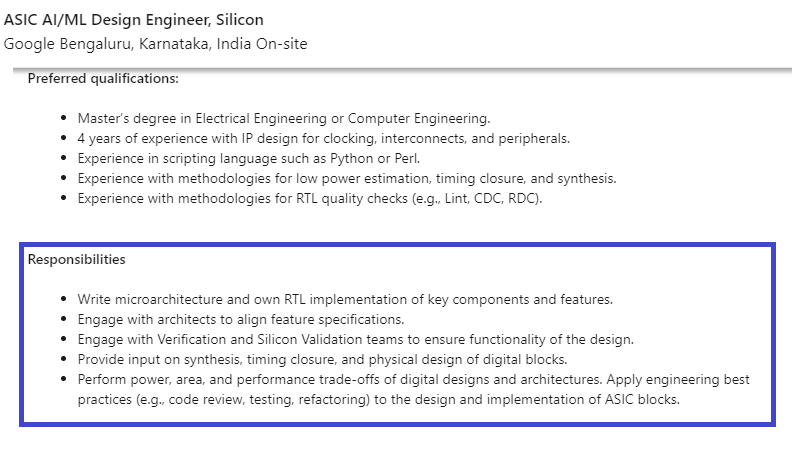 ASIC AI/ML Design Engineer, Silicon
Google Bengaluru, Karnataka, India On-site
Preferred qualifications:
• Master's degree in Electrical Engineering or Computer Engineering.
• 4 years of experience with IP design for clocking, interconnects, and peripherals.
• Experience in scripting language such as Python or Perl.
• Experience with methodologies for low power estimation, timing closure, and synthesis.
• Experience with methodologies for RTL quality checks (e.g., Lint, CDC, RDC).
Responsibilities
• Write microarchitecture and own RTL implementation of key components and features.
• Engage with architects to align feature specifications.
• Engage with Verification and Silicon Validation teams to ensure functionality of the design.
• Provide input on synthesis, timing closure, and physical design of digital blocks.
• Perform power, area, and performance trade-offs of digital designs and architectures. Apply engineering best
practices (e.g., code review, testing, refactoring) to the design and implementation of ASIC blocks.